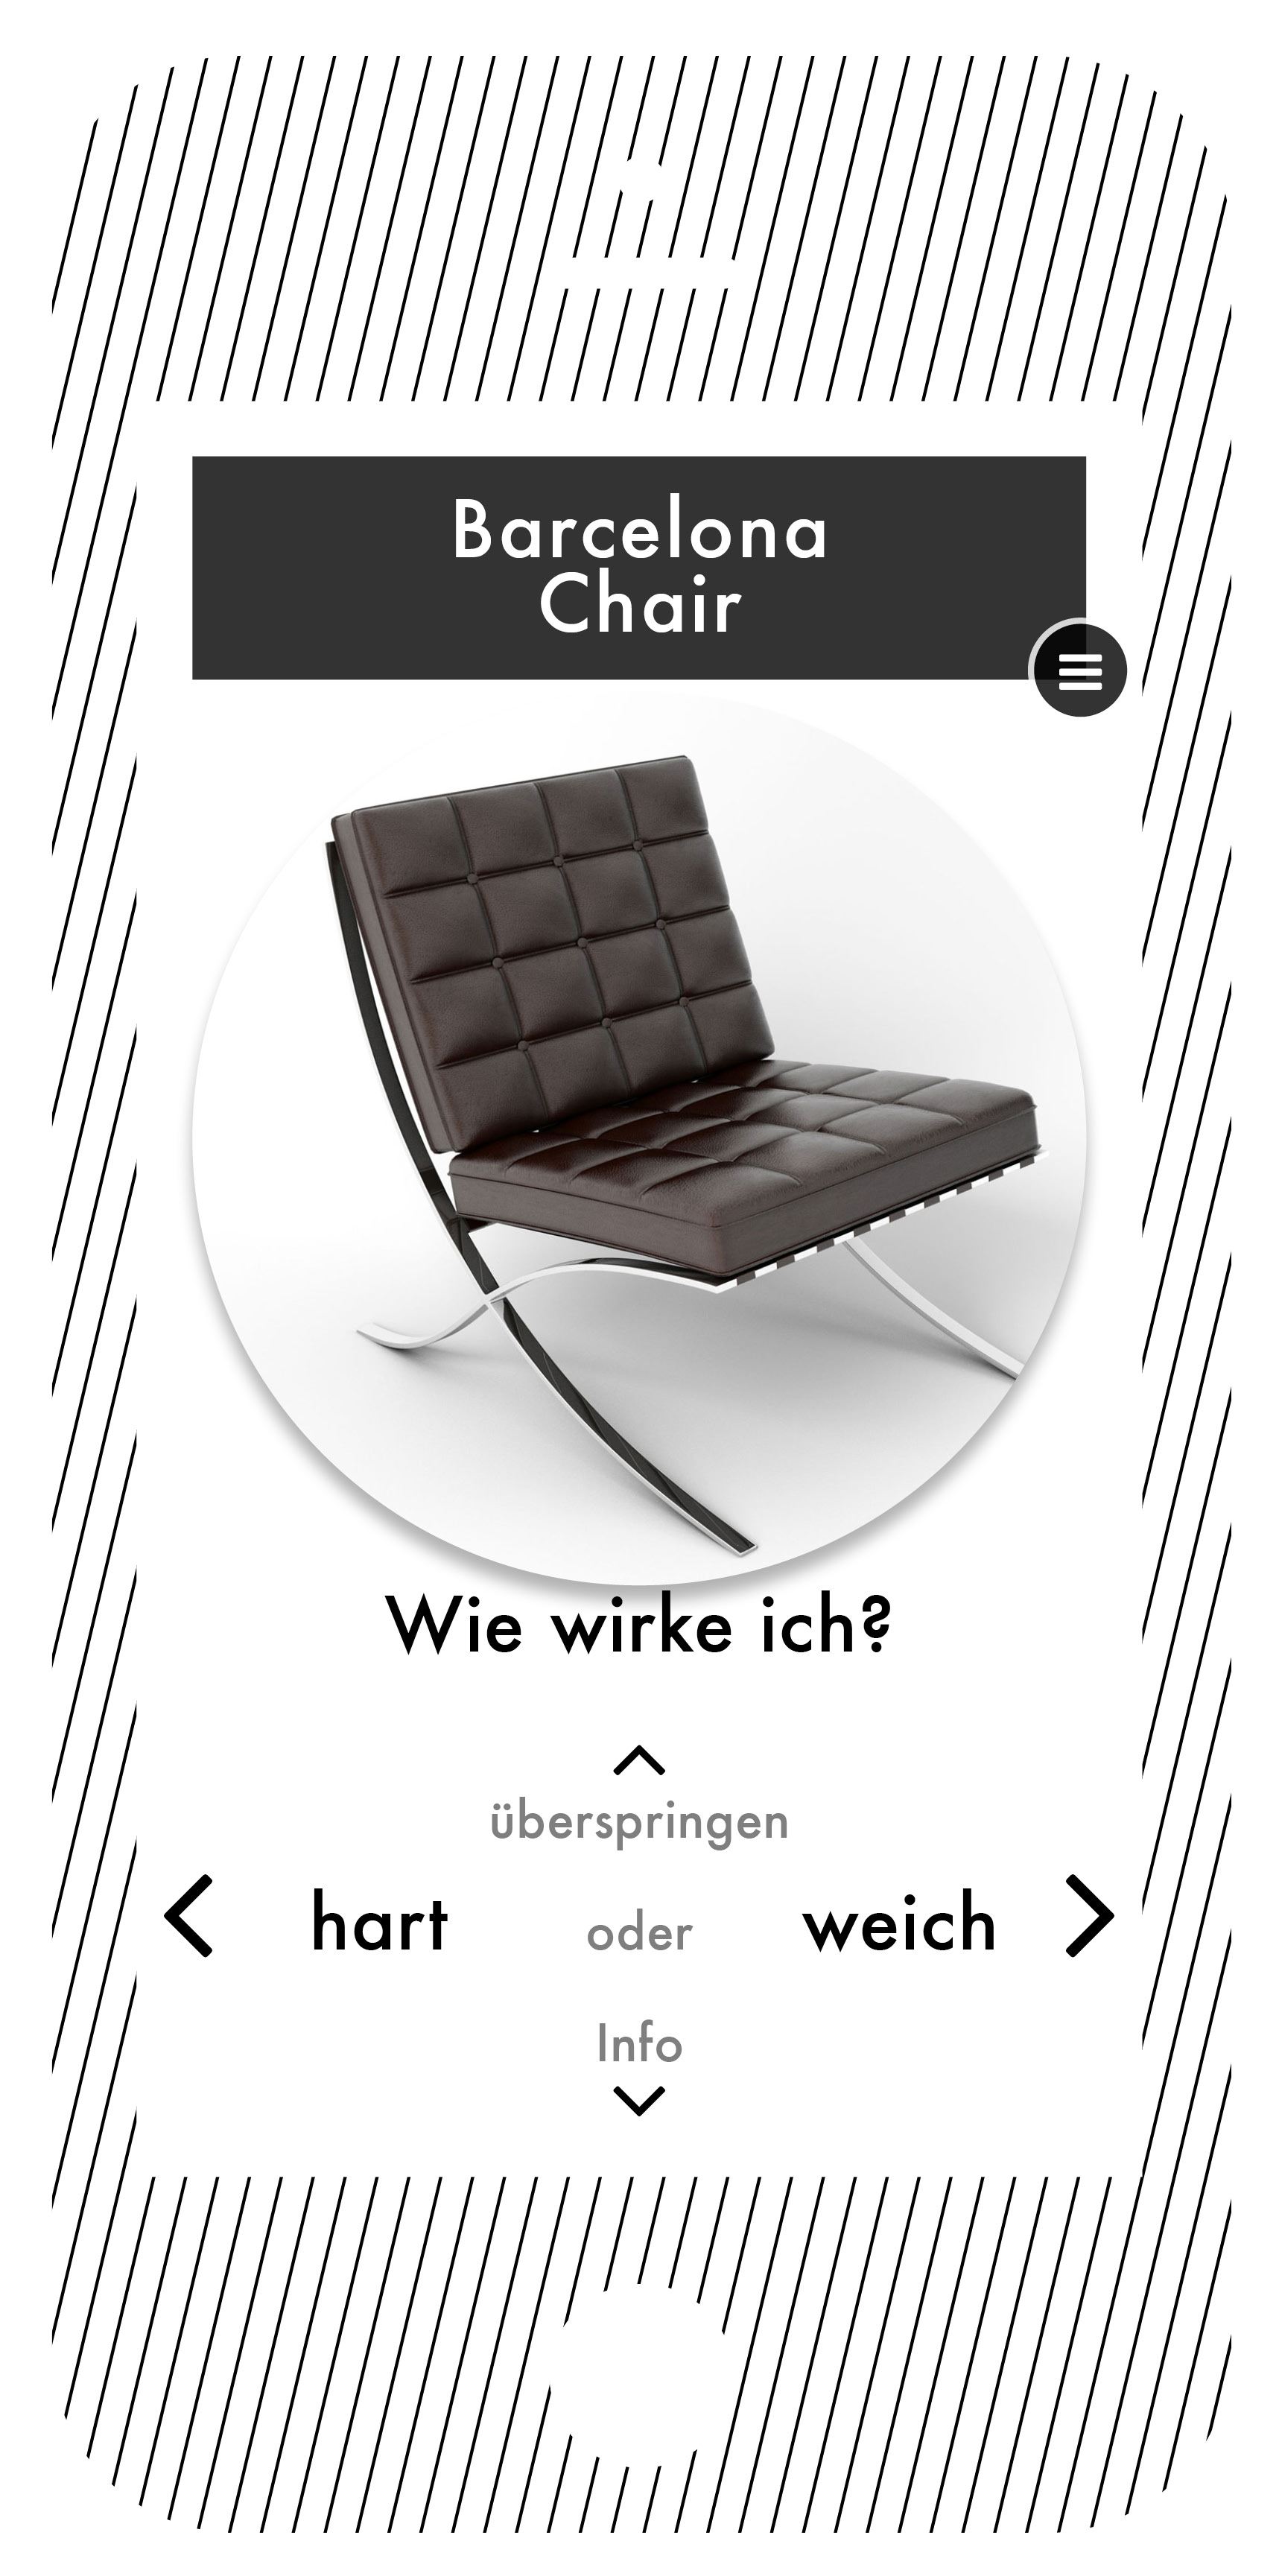 Barcelona
Chair
Wie wirke ich?
überspringen
hart oder weich
Info